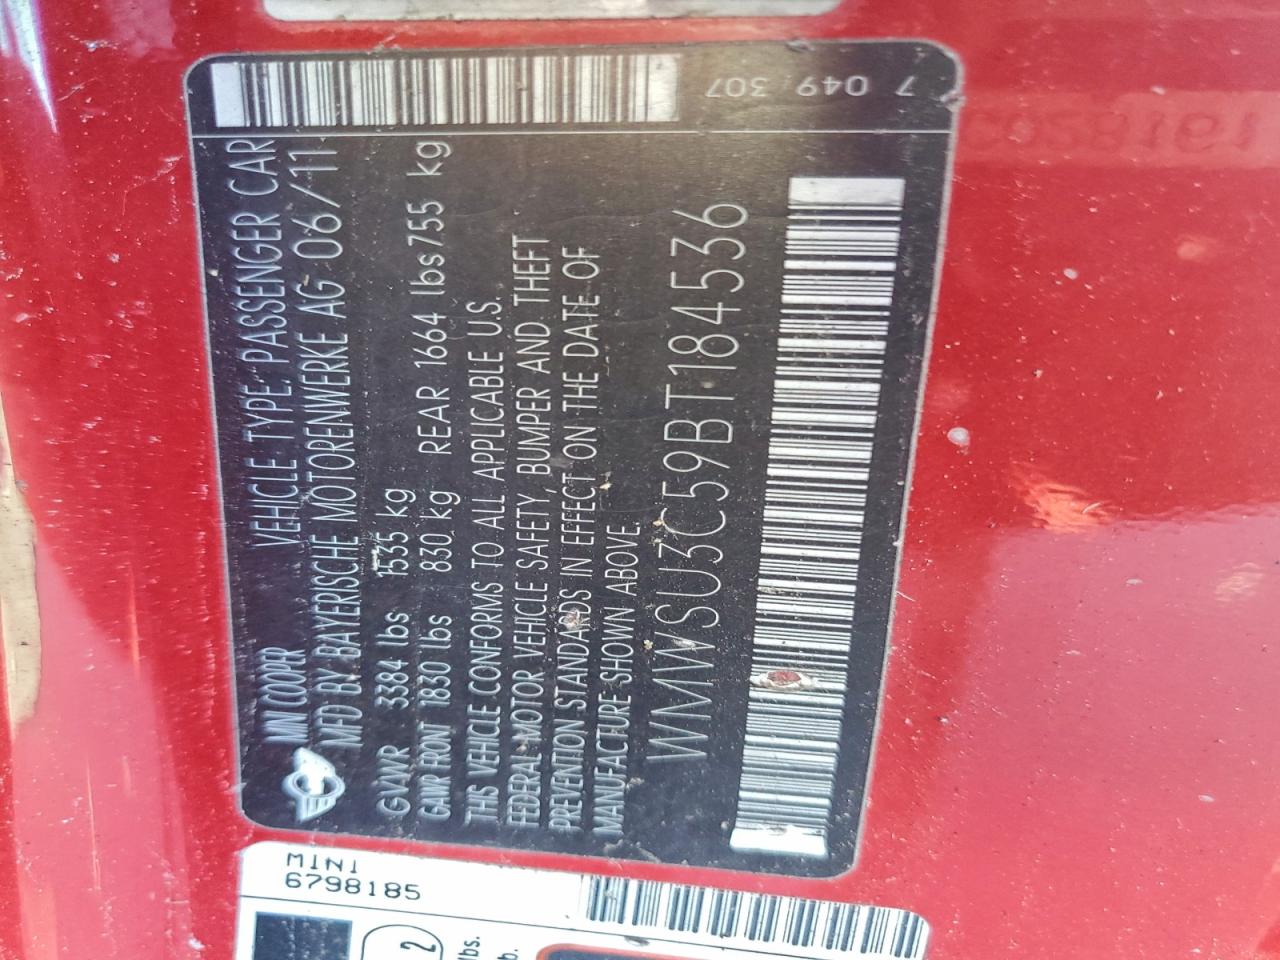 MINI COOPER VEHICLE TYPE: PASSENGER CAR
MFD BY BAYERISCHE MOTORENWERKE AG 06/11
GVWR 3384 lbs 1535 kg
GAWR FRONT 1830 lbs 830 kg REAR 1664 lbs 755 kg
THIS VEHICLE CONFORMS TO ALL APPLICABLE U.S.
FEDERAL MOTOR VEHICLE SAFETY, BUMPER AND THEFT
PREVENTION STANDARDS IN EFFECT ON THE DATE OF
MANUFACTURE SHOWN ABOVE.
WMWSU3C59BT184536
7 049 307
MINI
6798185
2
lbs.